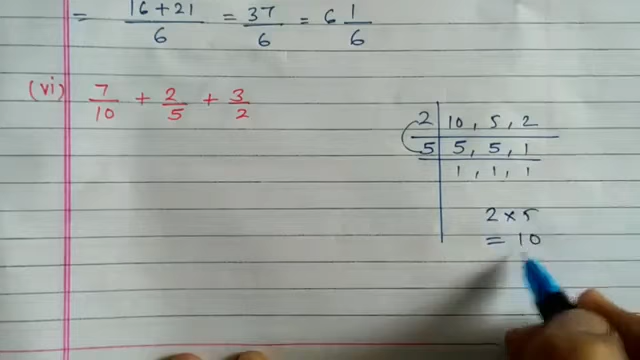 = 16+21/6 = 37/6 = 6 1/6
(vi) 7/10 + 2/5 + 3/2
2 | 10, 5, 2
5 | 5, 5, 1
1, 1, 1
2 × 5
= 10